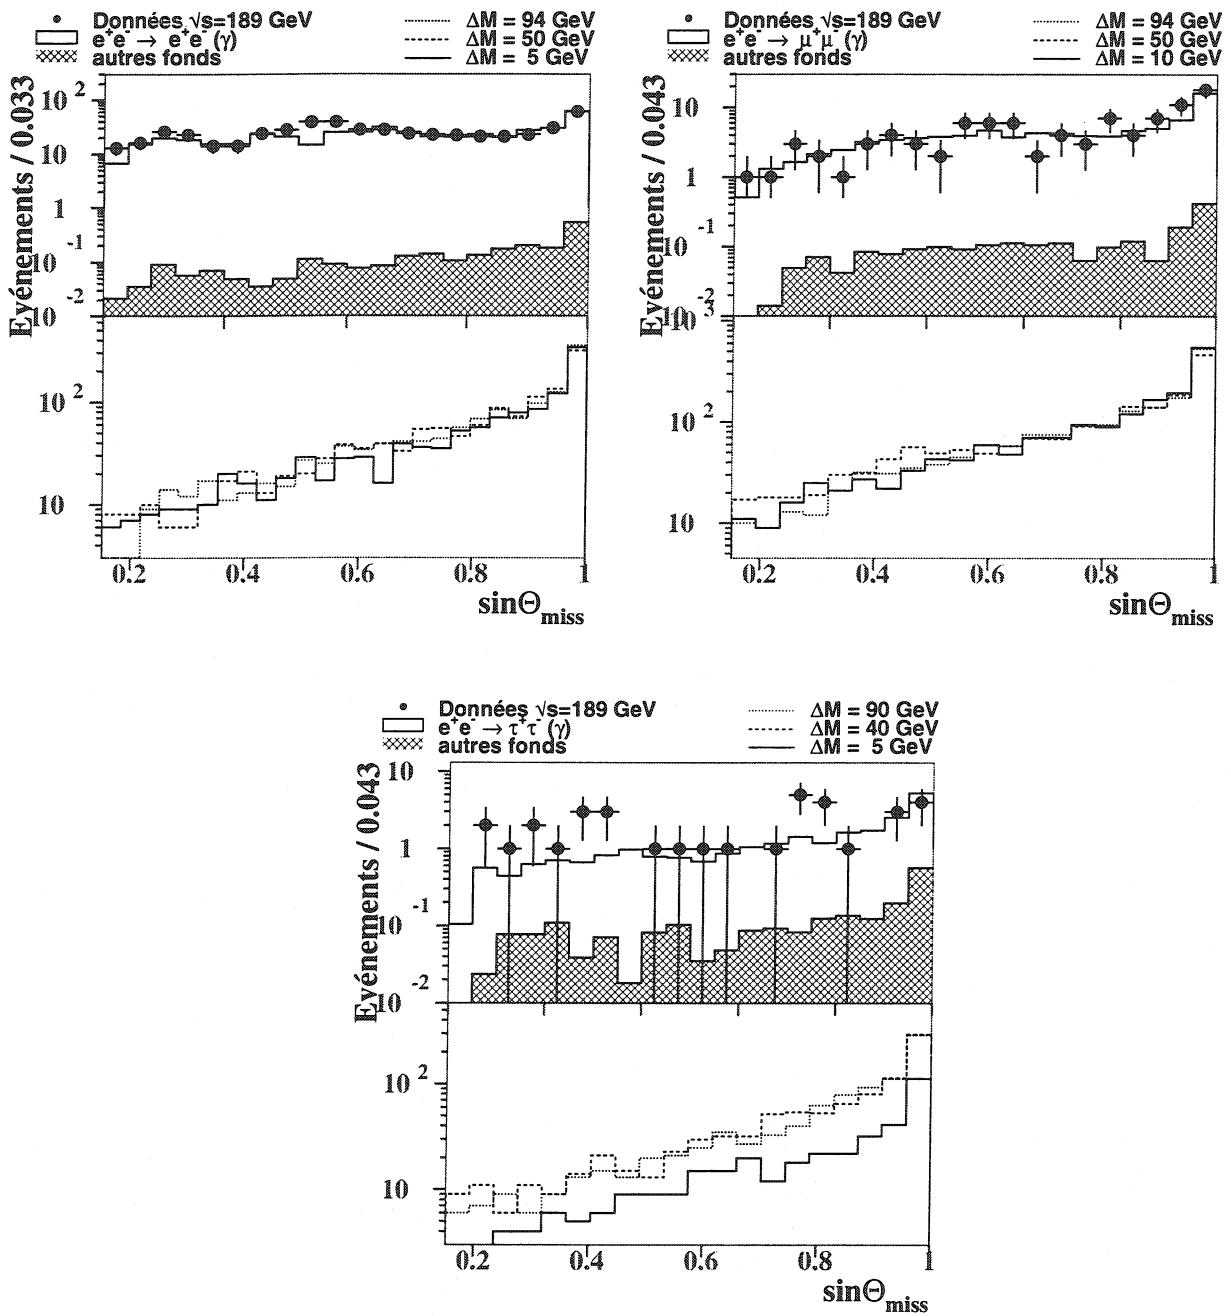 Données √s=189 GeV
e⁺e⁻ → e⁺e⁻ (γ)
autres fonds
ΔM = 94 GeV
ΔM = 50 GeV
ΔM = 5 GeV
Evénements / 0.033
10 ²
10
1
10 ⁻¹
10 ⁻²
10 ²
10
0.2 0.4 0.6 0.8 1
sinΘmiss
Données √s=189 GeV
e⁺e⁻ → μ⁺μ⁻ (γ)
autres fonds
ΔM = 94 GeV
ΔM = 50 GeV
ΔM = 10 GeV
Evénements / 0.043
10
1
10 ⁻¹
10 ⁻²
10 ³
10 ²
10
0.2 0.4 0.6 0.8 1
sinΘmiss
Données √s=189 GeV
e⁺e⁻ → τ⁺τ⁻ (γ)
autres fonds
ΔM = 90 GeV
ΔM = 40 GeV
ΔM = 5 GeV
Evénements / 0.043
10
1
10 ⁻¹
10 ⁻²
10 ²
10
0.2 0.4 0.6 0.8 1
sinΘmiss